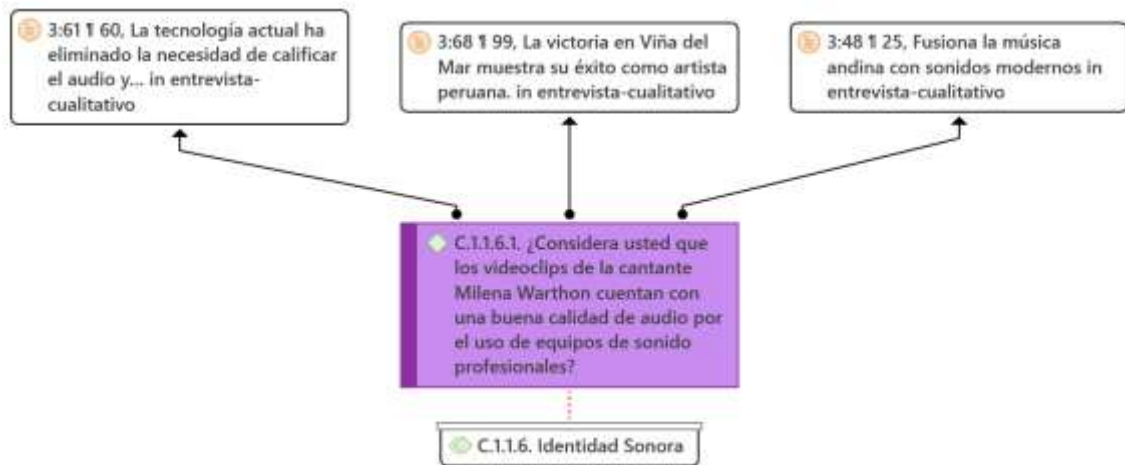 3:61 ¶ 60, La tecnología actual ha
eliminado la necesidad de calificar
el audio y... in entrevista-
cualitativo
3:68 ¶ 99, La victoria en Viña del
Mar muestra su éxito como artista
peruana. in entrevista-cualitativo
3:48 ¶ 25, Fusiona la música
andina con sonidos modernos in
entrevista-cualitativo
C.1.1.6.1. ¿Considera usted que
los videoclips de la cantante
Milena Warthon cuentan con
una buena calidad de audio por
el uso de equipos de sonido
profesionales?
C.1.1.6. Identidad Sonora